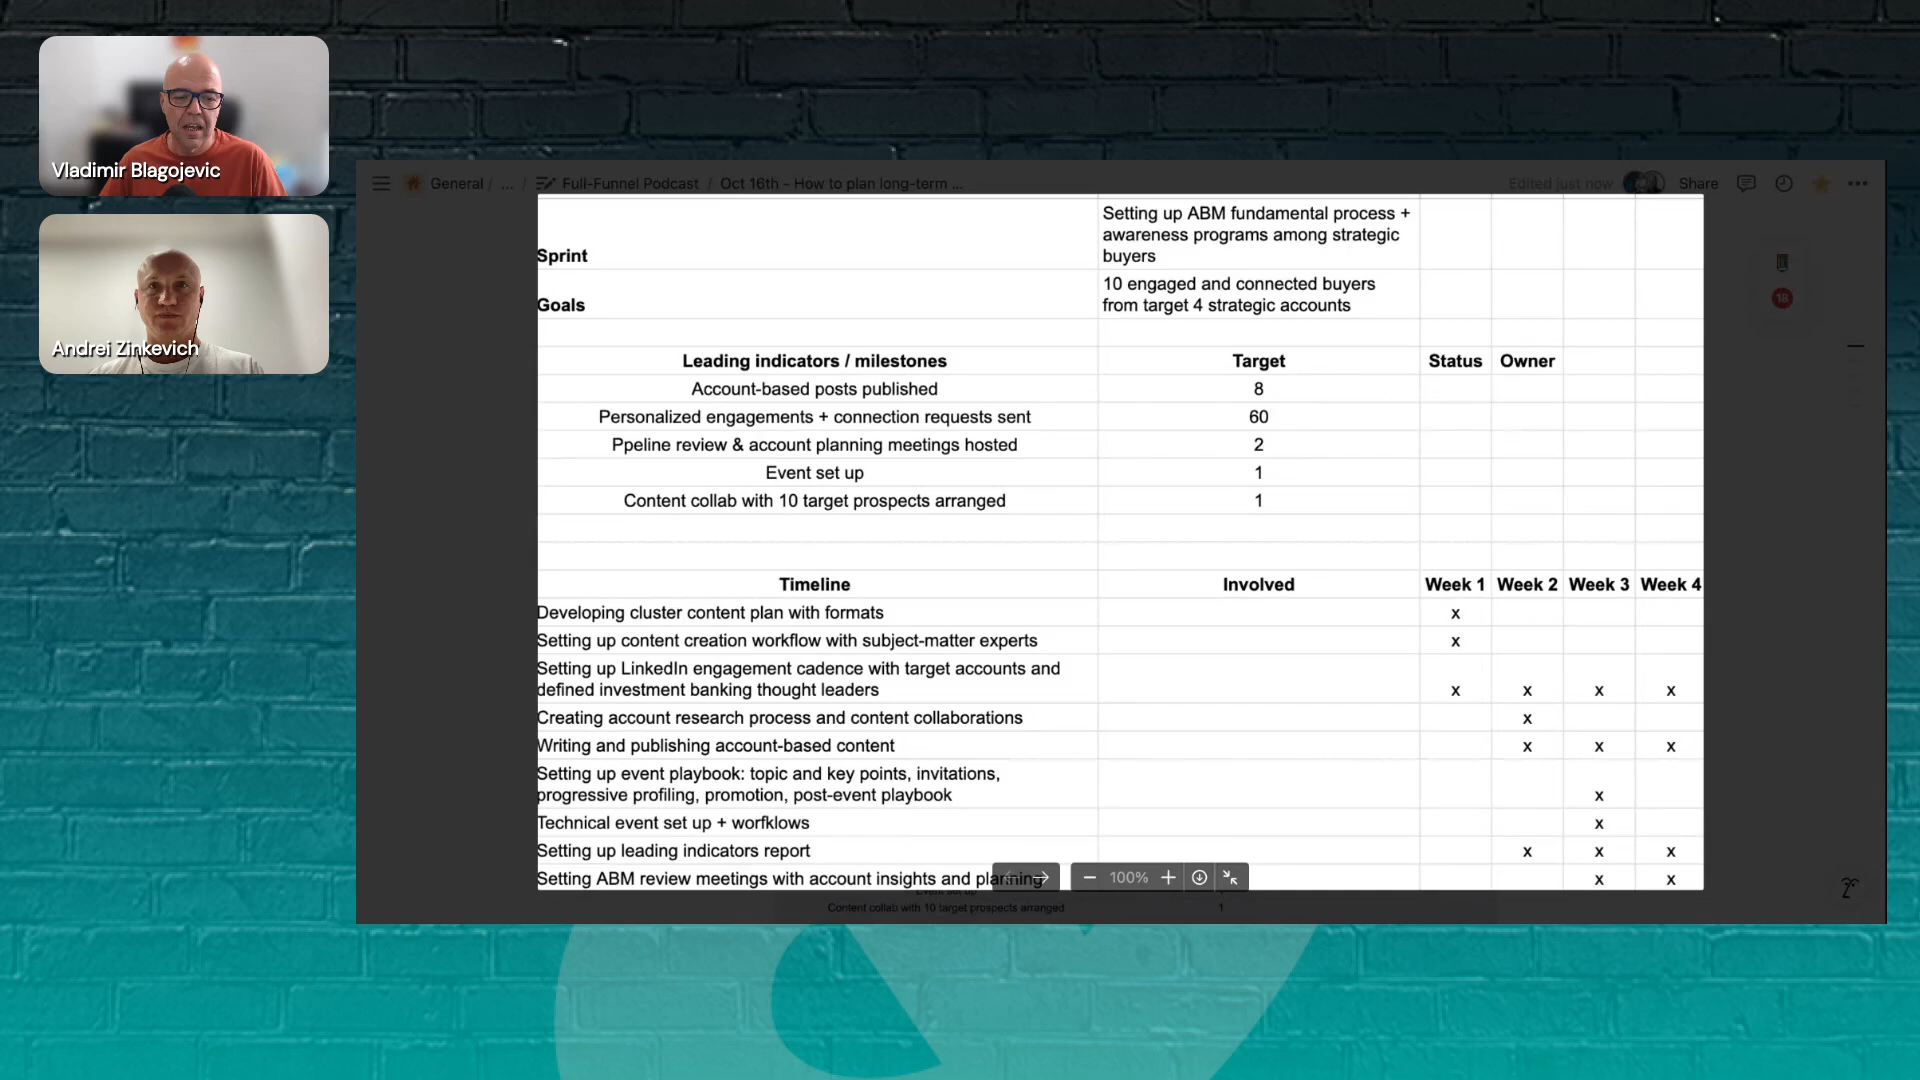 Vladimir Blagojevic
Andrei Zinkevich
General / ... / Full-Funnel Podcast / Oct 16th - How to plan long-term ...
Edited just now Share
18
Sprint
Setting up ABM fundamental process +
awareness programs among strategic
buyers
Goals
10 engaged and connected buyers
from target 4 strategic accounts
Leading indicators / milestones Target Status Owner
Account-based posts published 8
Personalized engagements + connection requests sent 60
Ppeline review & account planning meetings hosted 2
Event set up 1
Content collab with 10 target prospects arranged 1
Timeline Involved Week 1 Week 2 Week 3 Week 4
Developing cluster content plan with formats x
Setting up content creation workflow with subject-matter experts x
Setting up LinkedIn engagement cadence with target accounts and
defined investment banking thought leaders x x x x
Creating account research process and content collaborations x
Writing and publishing account-based content x x x
Setting up event playbook: topic and key points, invitations,
progressive profiling, promotion, post-event playbook x
Technical event set up + worfklows x
Setting up leading indicators report x x x
Setting ABM review meetings with account insights and planning x x
100%
Event set up
Content collab with 10 target prospects arranged 1